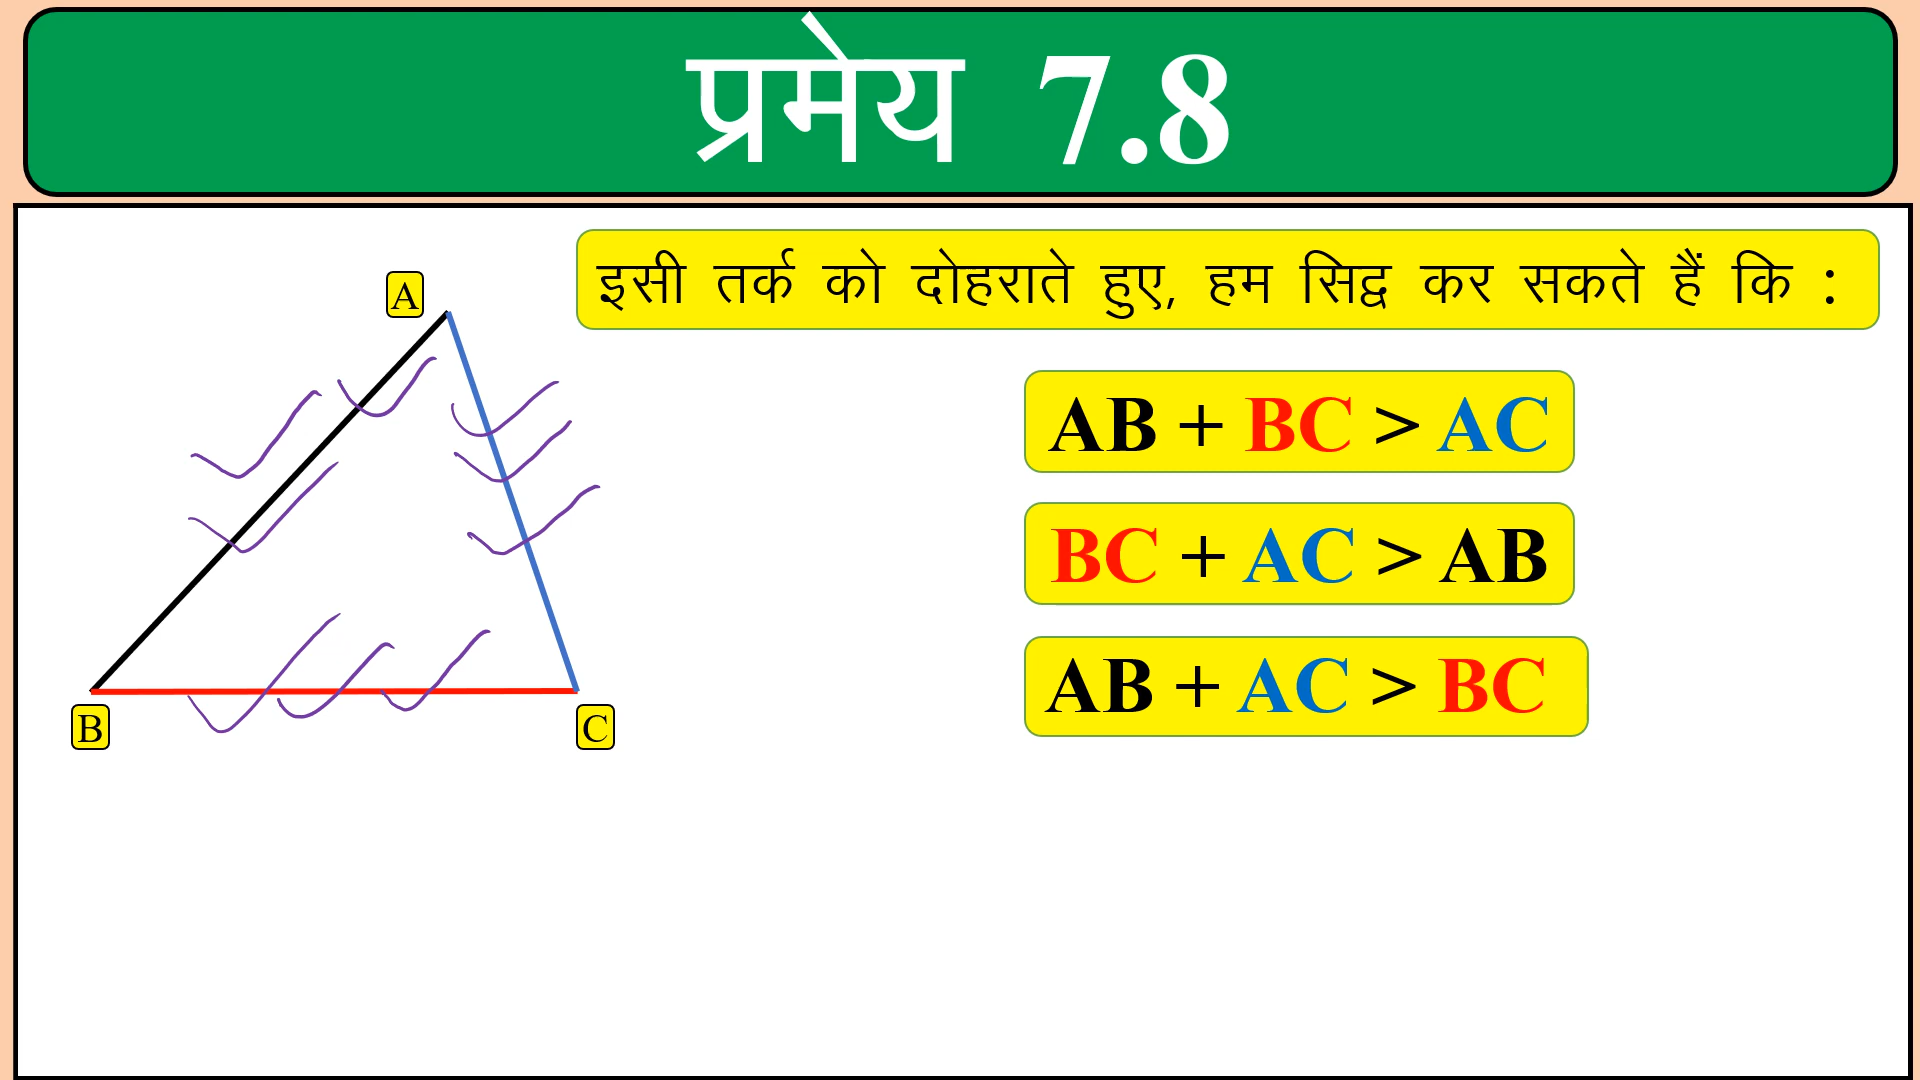 प्रमेय 7.8
इसी तर्क को दोहराते हुए, हम सिद्व कर सकते हैं कि :
A
AB + BC > AC
BC + AC > AB
AB + AC > BC
B
C